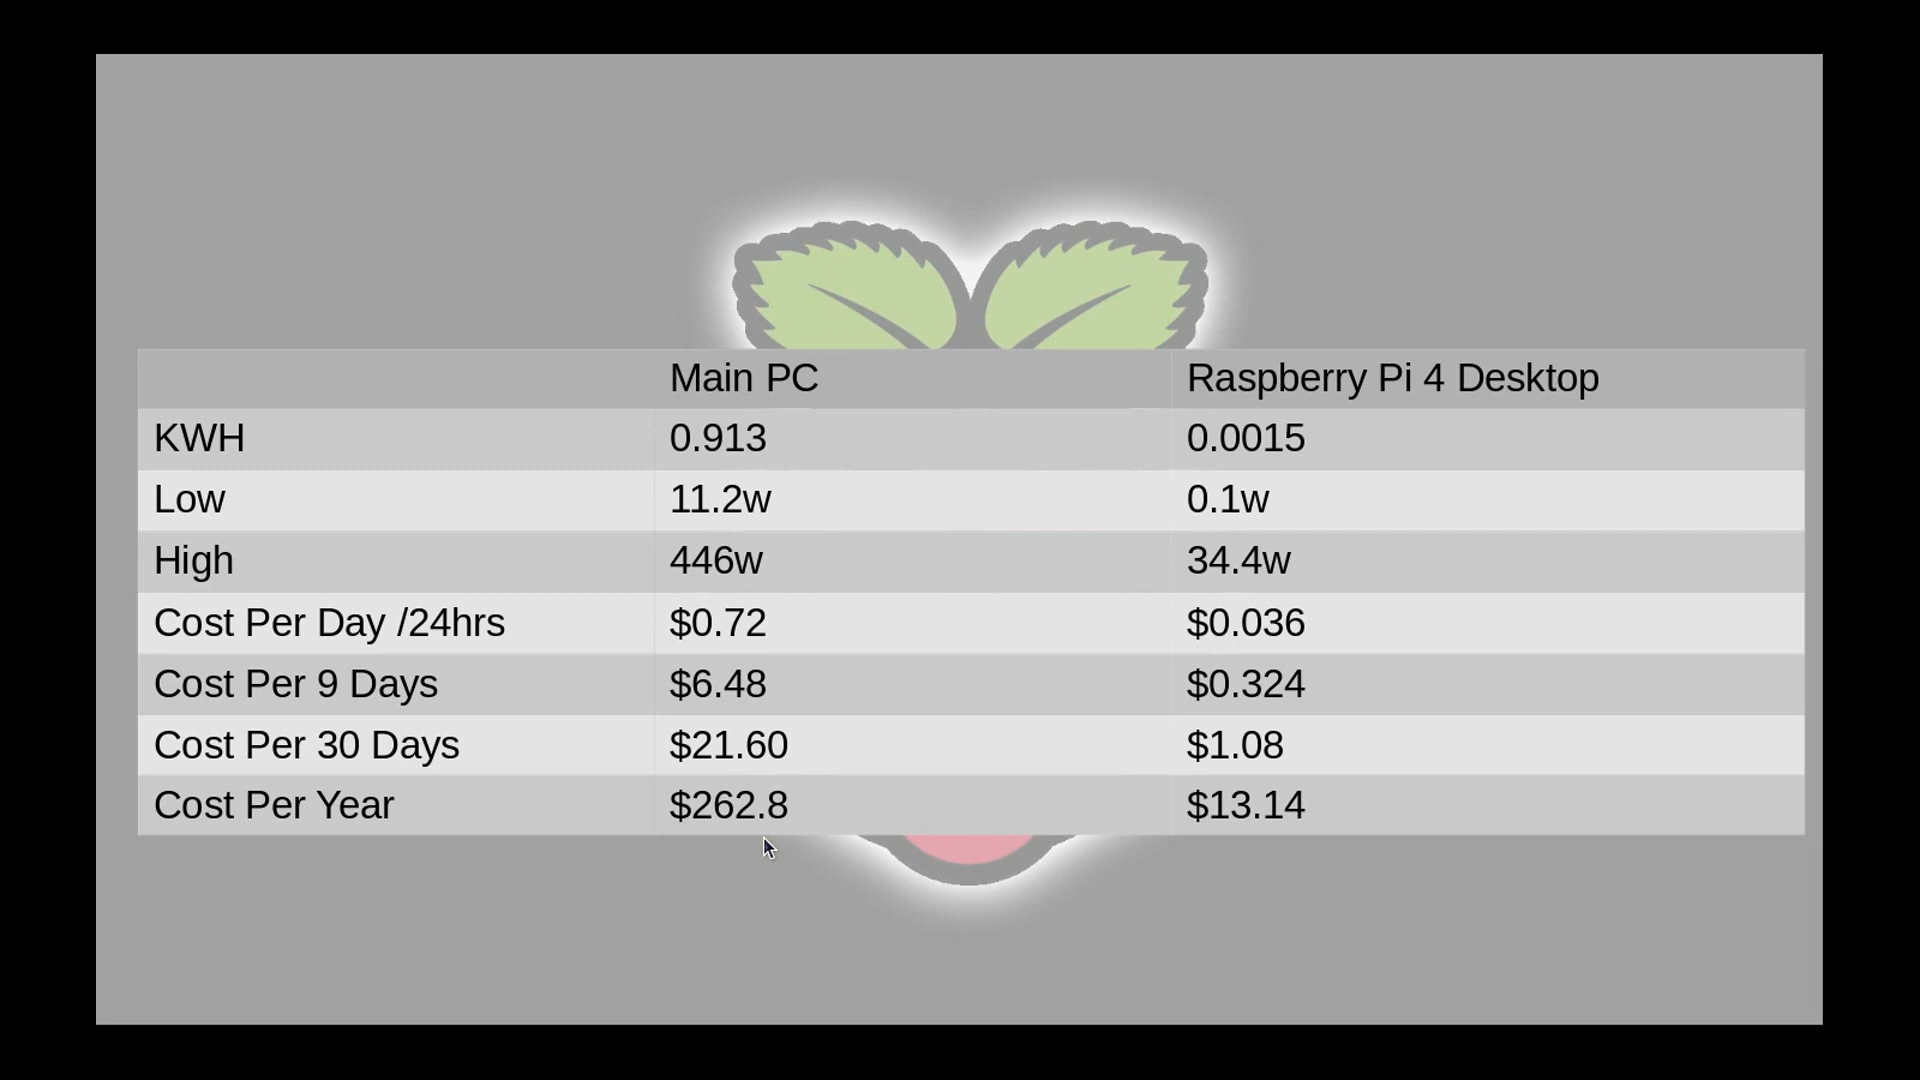 Main PC Raspberry Pi 4 Desktop
KWH 0.913 0.0015
Low 11.2w 0.1w
High 446w 34.4w
Cost Per Day /24hrs $0.72 $0.036
Cost Per 9 Days $6.48 $0.324
Cost Per 30 Days $21.60 $1.08
Cost Per Year $262.8 $13.14